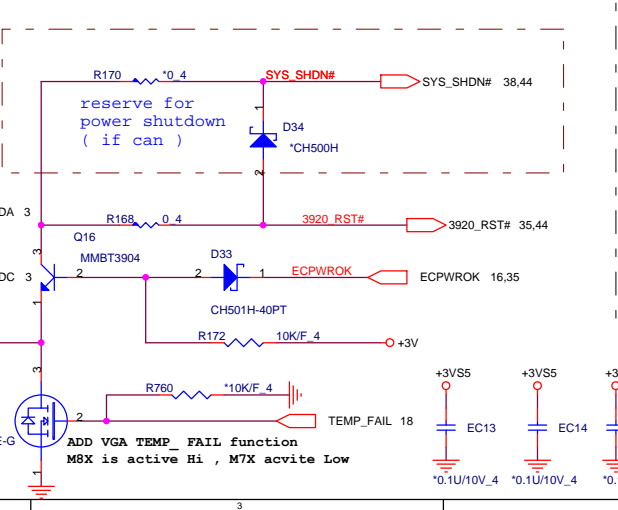 R170 *0_4 SYS_SHDN# SYS_SHDN# 38,44
reserve for
power shutdown
( if can )
1
D34
*CH500H
2
DA 3
R168 0_4 3920_RST# 3920_RST# 35,44
3
Q16
MMBT3904
D33
DC 3 2 2 1 ECPWROK ECPWROK 16,35
1
CH501H-40PT
R172 10K/F_4 +3V
3
+3VS5 +3VS5 +3
R760 *10K/F_4
2 TEMP_FAIL 18
EC13 EC14
E-G
ADD VGA TEMP_ FAIL function
M8X is active Hi , M7X acvite Low
1
*0.1U/10V_4 *0.1U/10V_4 *0.
3